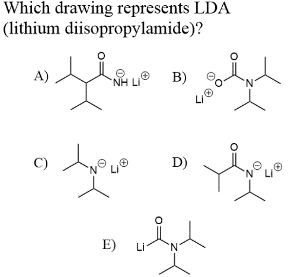 Which drawing represents LDA
(lithium diisopropylamide)?
A) O ⊖ NH Li ⊕
B) O ⊖ O N Li ⊕
C) N ⊖ Li ⊕
D) O N ⊖ Li ⊕
E) O Li N